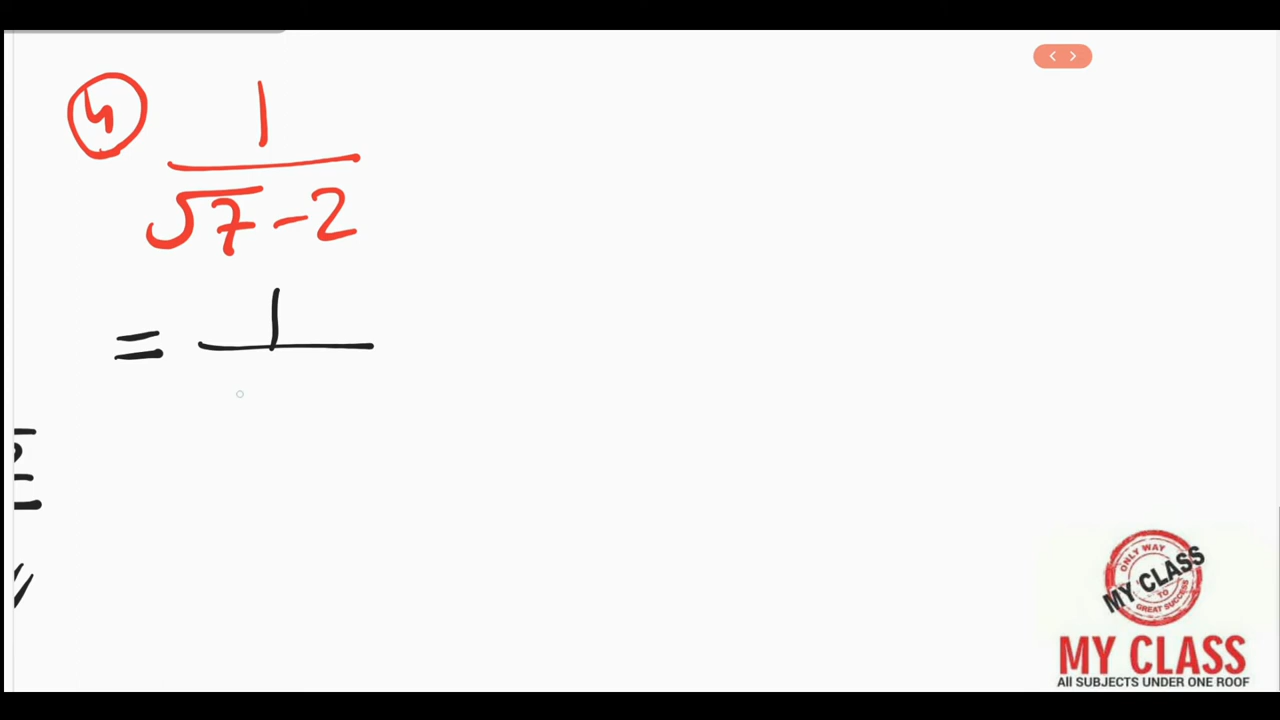 ④ 1
√7 - 2
= 1
ONLY WAY
MY CLASS
TO
GREAT SUCCESS
MY CLASS
All SUBJECTS UNDER ONE ROOF